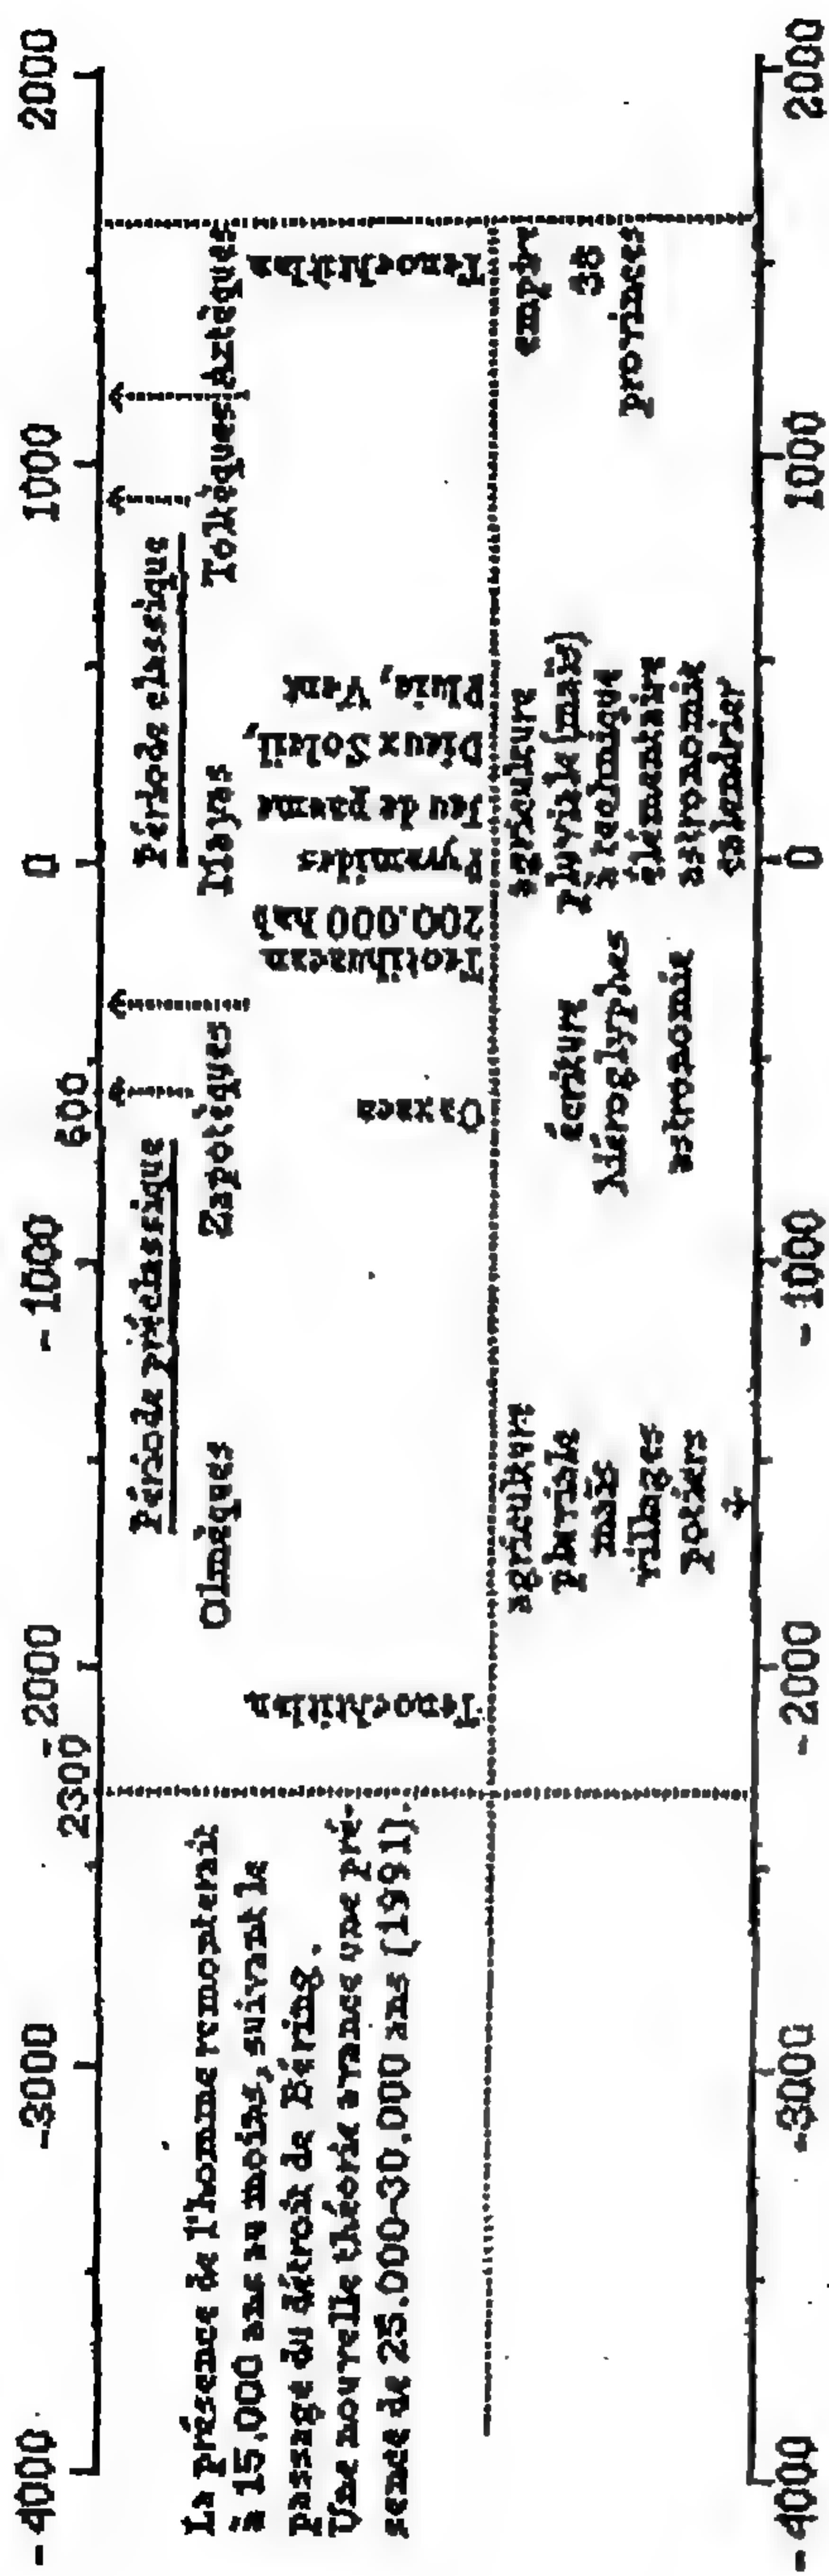 -4000 -3000 2300 -2000 -1000 600 0 1000 2000
La présence de l'homme remonterait
à 15.000 ans au moins, suivant le
passage du détroit de Béring.
Une nouvelle théorie avance une pré-
sence de 25.000-30.000 ans (1991).
Période préclassique
Période classique
Olmèques
Zapotèques
Mayas
Toltèques
Aztèques
Tenochtitlan
Oaxaca
Teotihuacan
200.000 ha)
Pyramides
Jeu de paume
Dieux Soleil,
Pluie, Vent
Tenochtitlan
agriculture
pluviale
maïs
villages
potiers
écriture
hiéroglyphes
astronomie
agriculture
pluviale (maïs)
à technique
élémentaire
astronomie
calendrier
empire
38
provinces
-4000 -3000 -2000 -1000 0 1000 2000